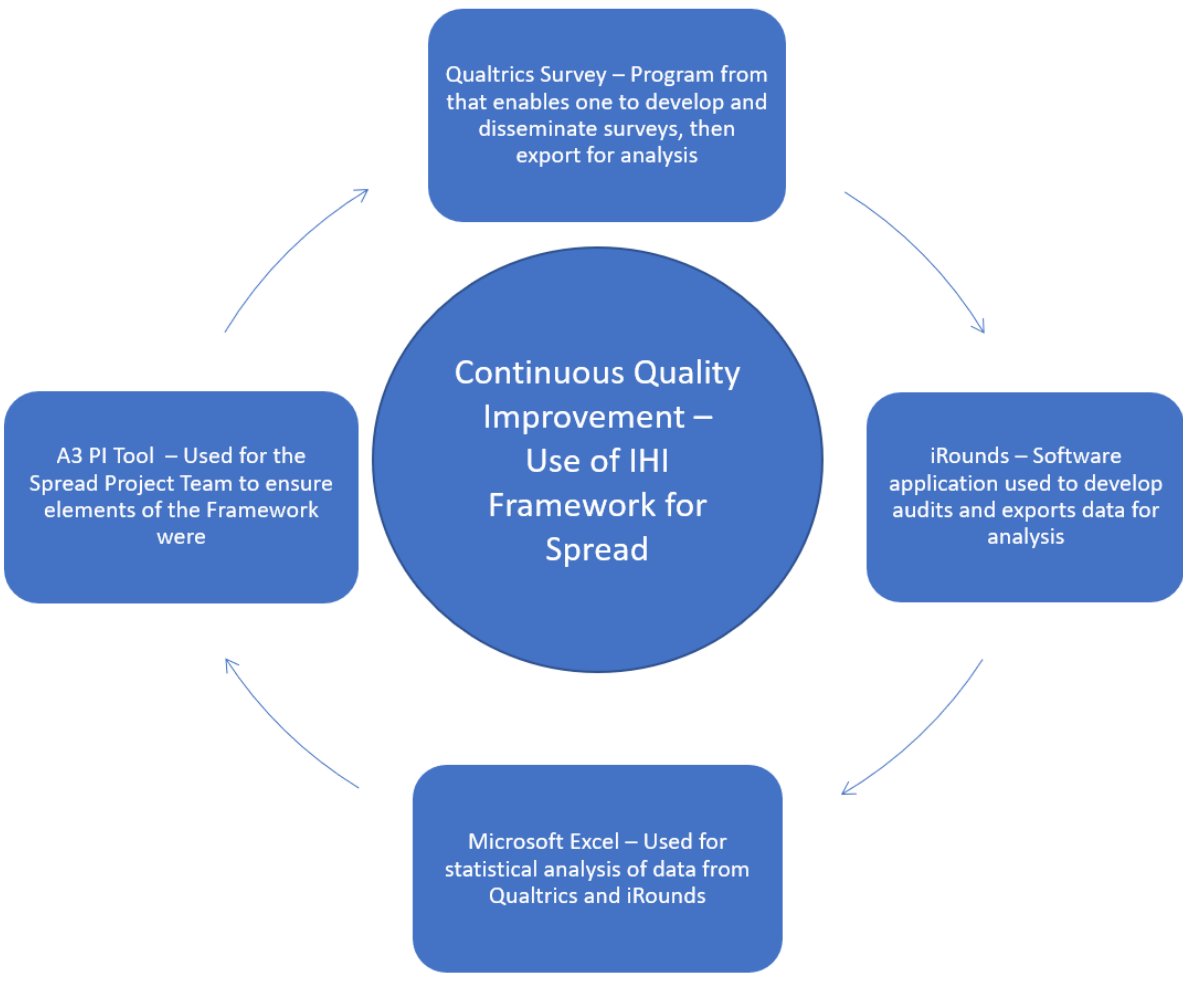 Qualtrics Survey – Program from
that enables one to develop and
disseminate surveys, then
export for analysis
Continuous Quality
Improvement –
Use of IHI
Framework for
Spread
A3 PI Tool – Used for the
Spread Project Team to ensure
elements of the Framework
were
iRounds – Software
application used to develop
audits and exports data for
analysis
Microsoft Excel – Used for
statistical analysis of data from
Qualtrics and iRounds